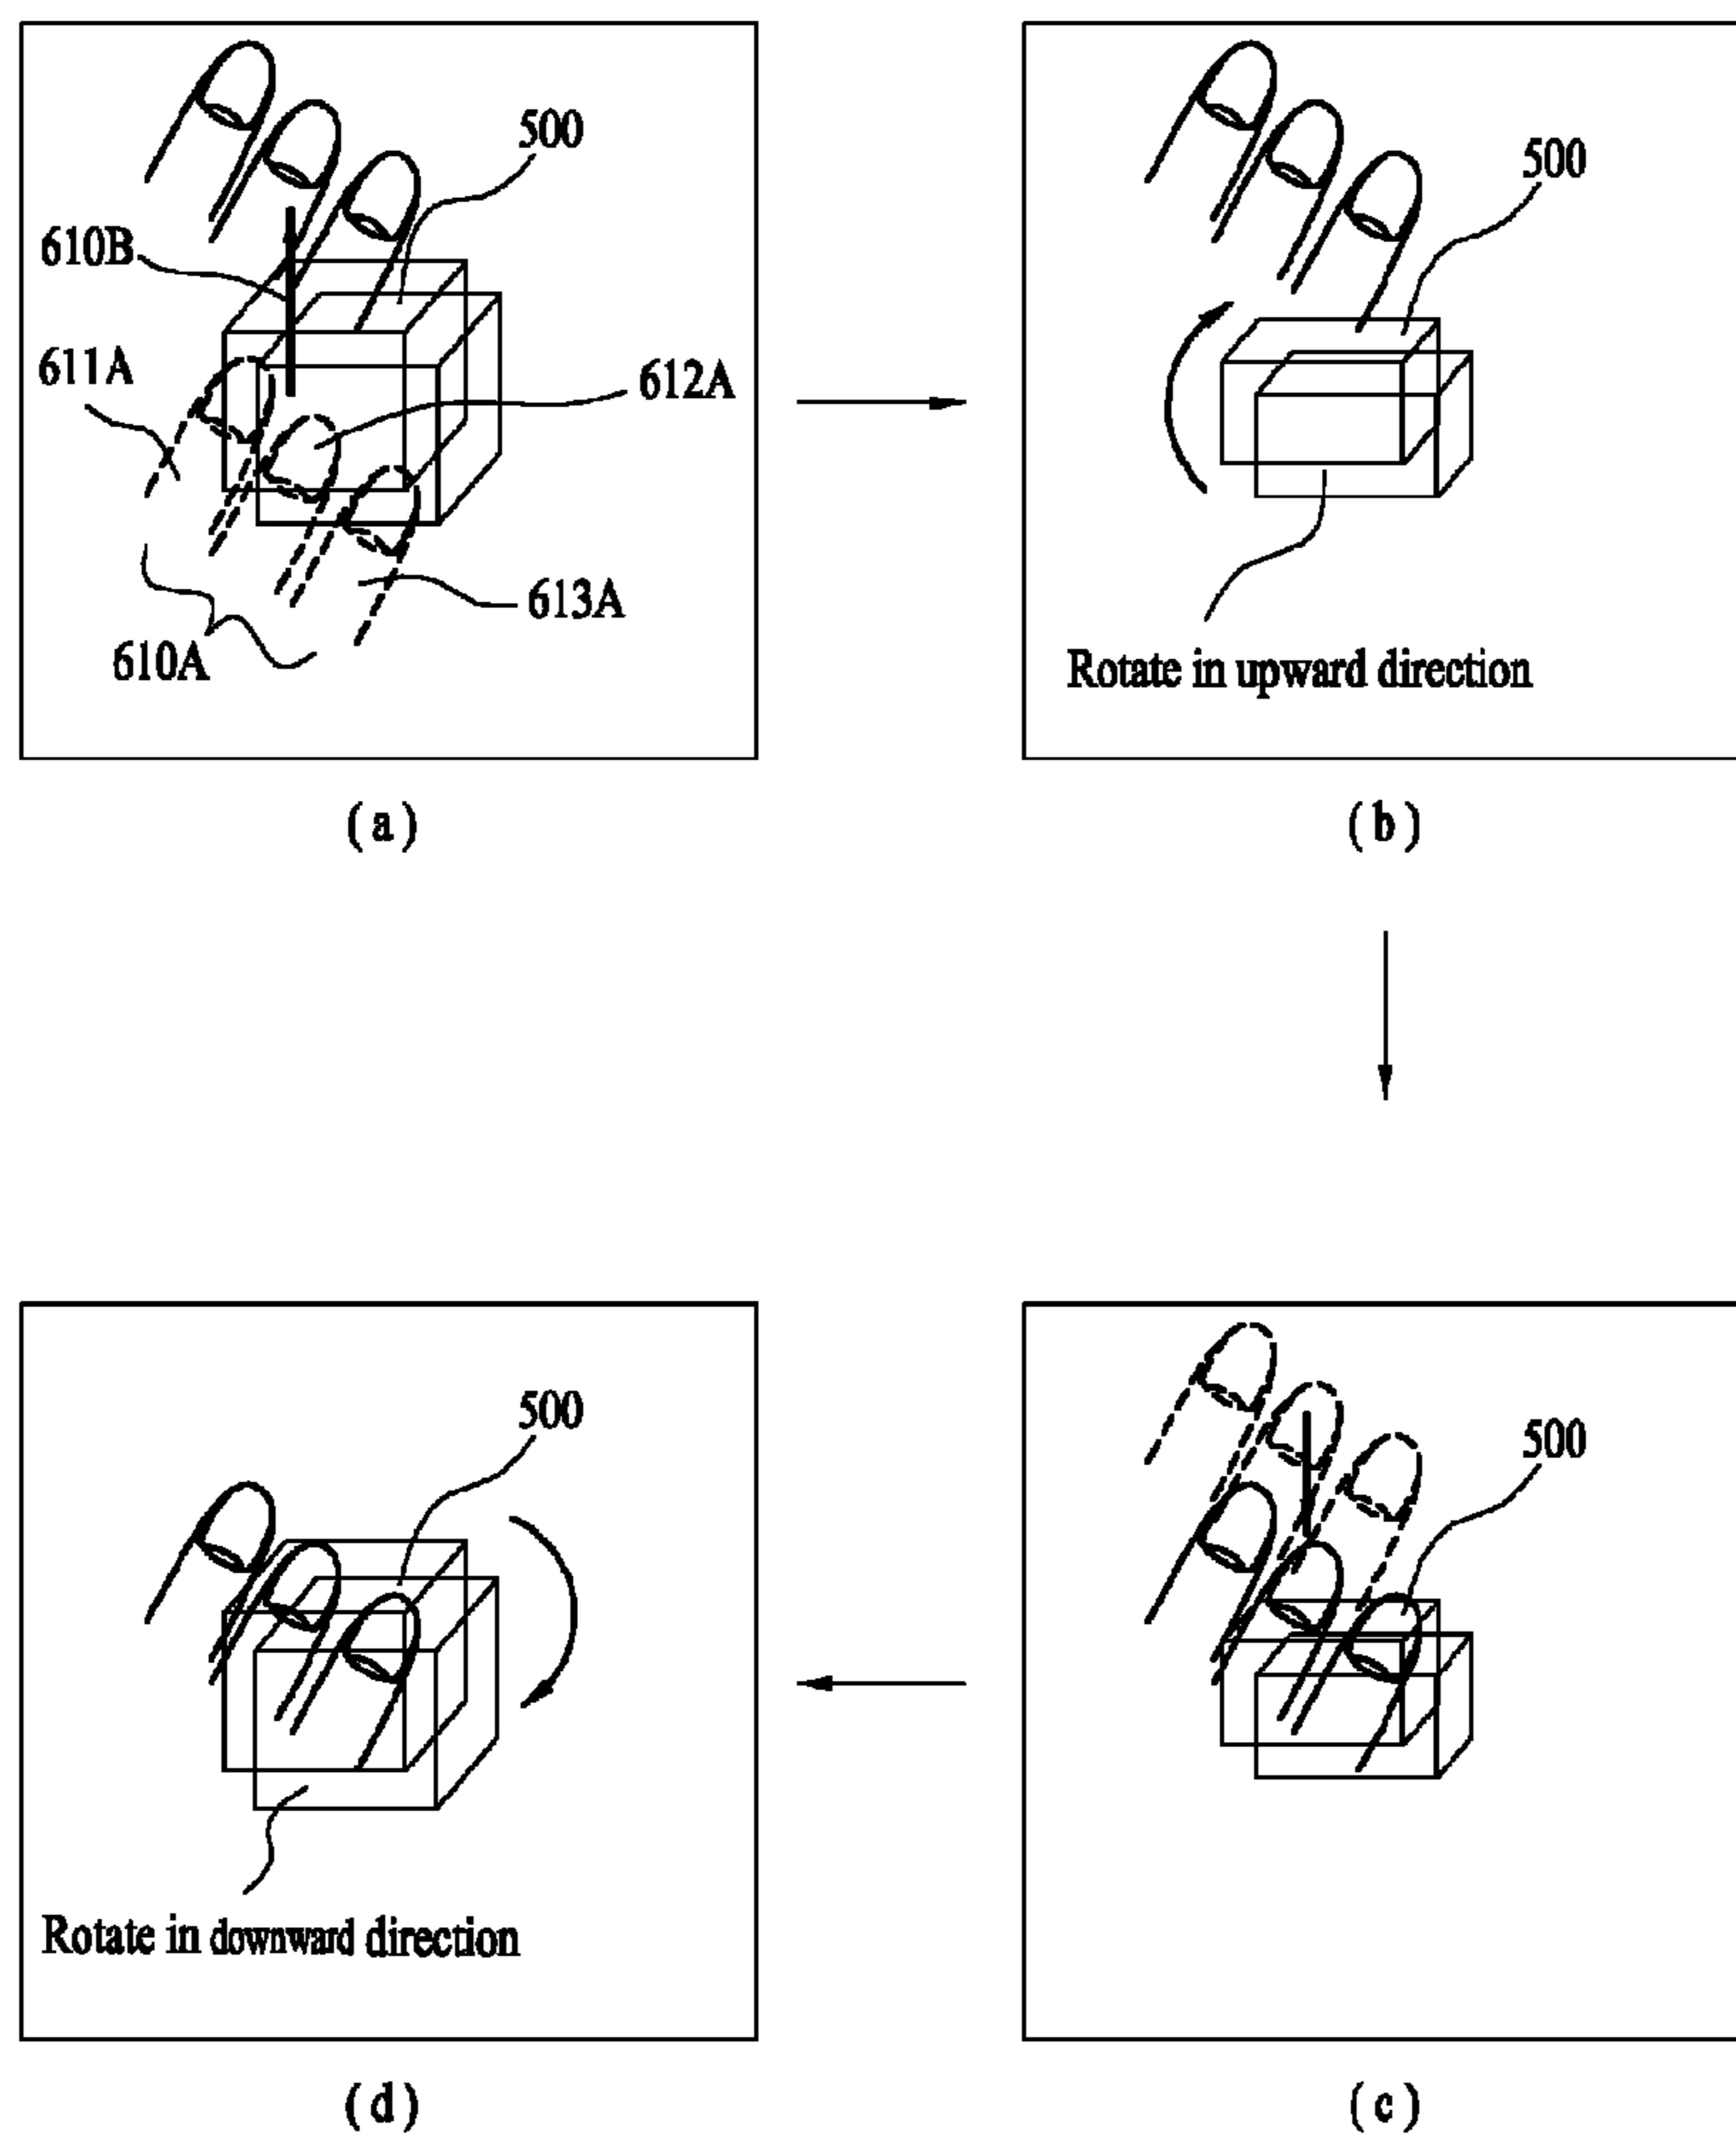 500
610B
611A
612A
613A
610A
(a)
500
Rotate in upward direction
(b)
500
Rotate in downward direction
(d)
500
(c)